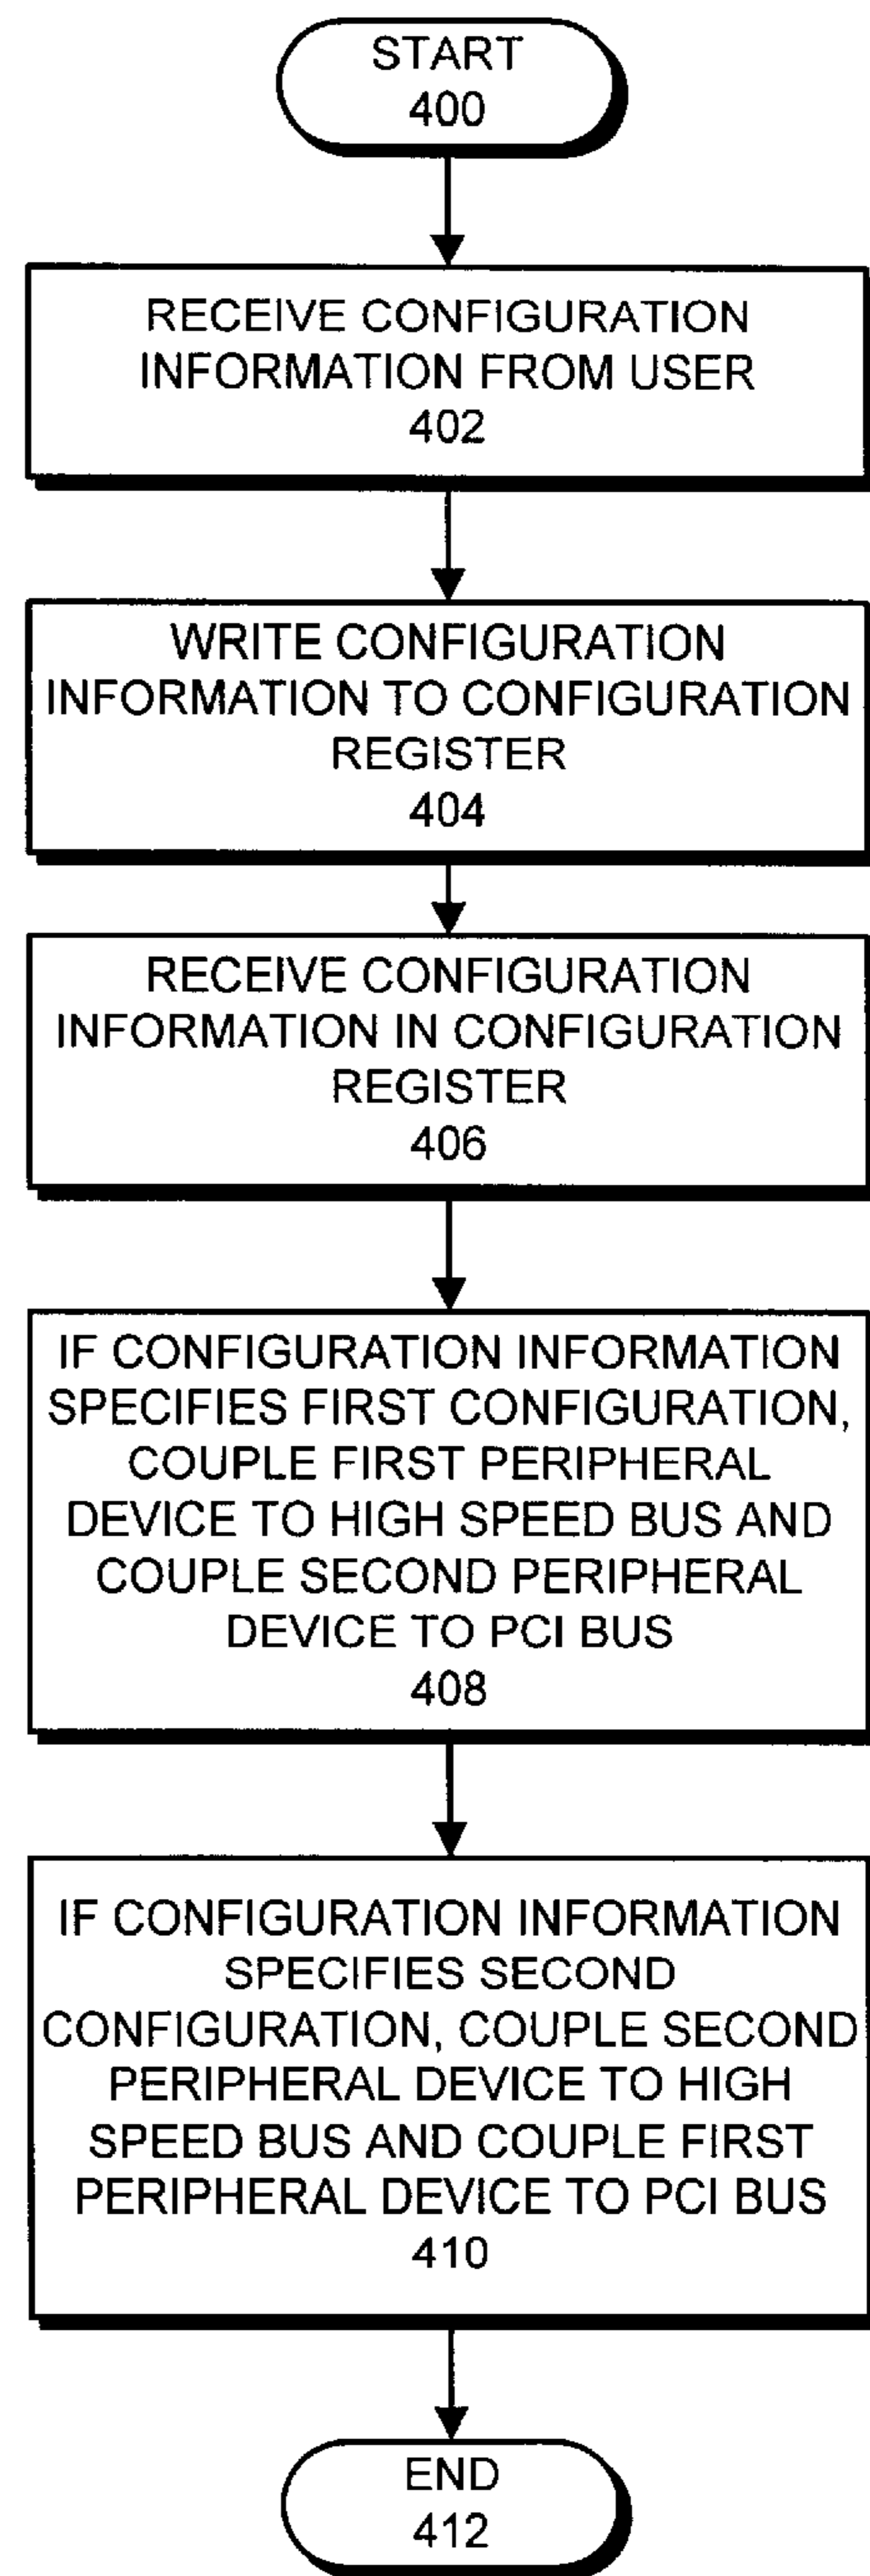 START
400
RECEIVE CONFIGURATION
INFORMATION FROM USER
402
WRITE CONFIGURATION
INFORMATION TO CONFIGURATION
REGISTER
404
RECEIVE CONFIGURATION
INFORMATION IN CONFIGURATION
REGISTER
406
IF CONFIGURATION INFORMATION
SPECIFIES FIRST CONFIGURATION,
COUPLE FIRST PERIPHERAL
DEVICE TO HIGH SPEED BUS AND
COUPLE SECOND PERIPHERAL
DEVICE TO PCI BUS
408
IF CONFIGURATION INFORMATION
SPECIFIES SECOND
CONFIGURATION, COUPLE SECOND
PERIPHERAL DEVICE TO HIGH
SPEED BUS AND COUPLE FIRST
PERIPHERAL DEVICE TO PCI BUS
410
END
412